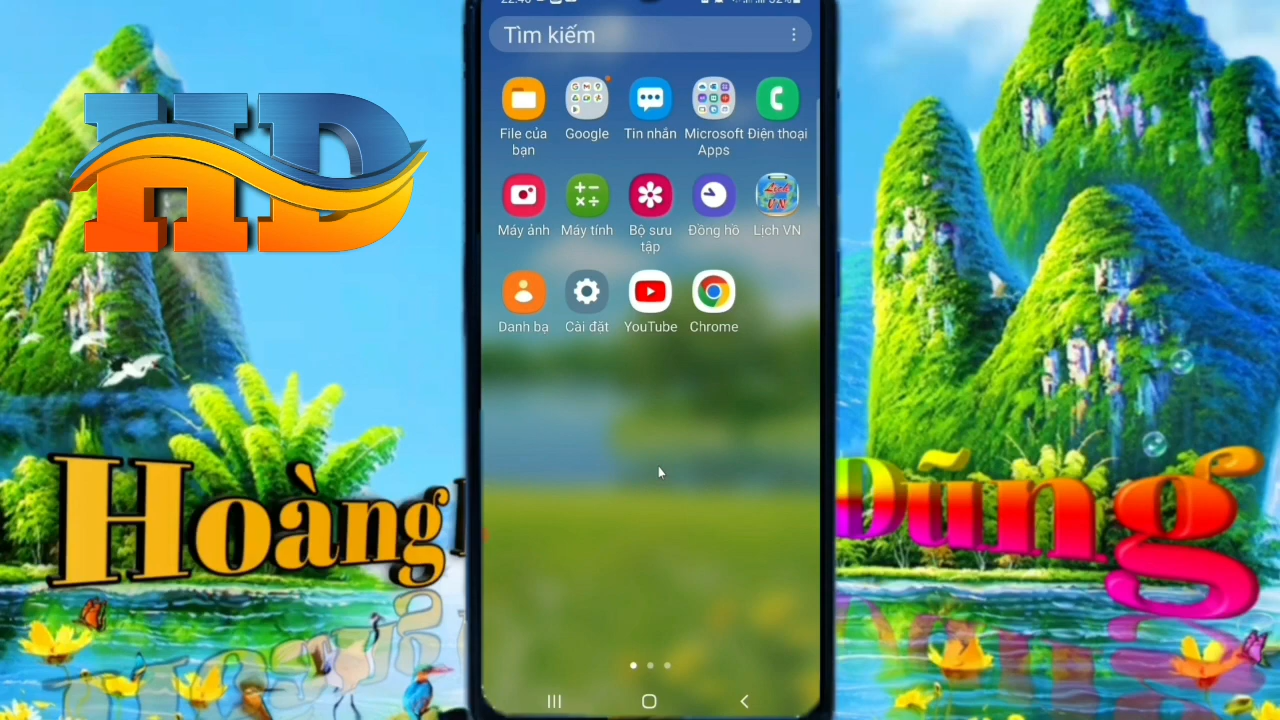 HD
Tìm kiếm
File của
bạn
Google
Tin nhắn
Microsoft
Apps
Điện thoại
Máy ảnh
Máy tính
Bộ sưu
tập
Đồng hồ
Lịch VN
Danh bạ
Cài đặt
YouTube
Chrome
Hoàng
Dũng